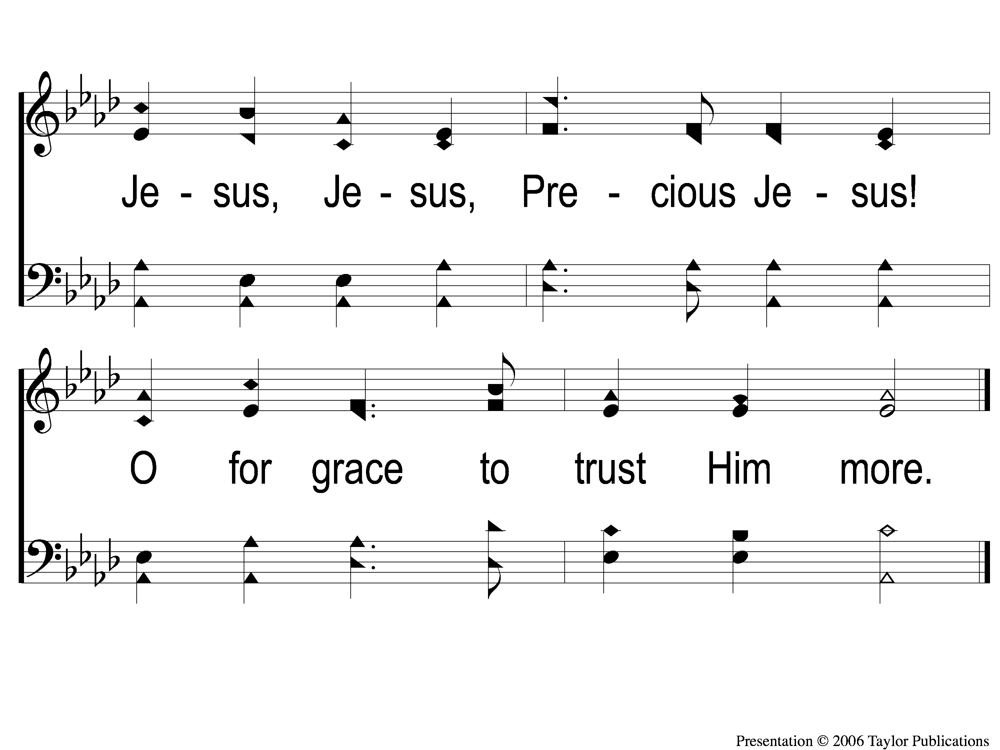 Je - sus, Je - sus, Pre - cious Je - sus!
O for grace to trust Him more.
Presentation © 2006 Taylor Publications